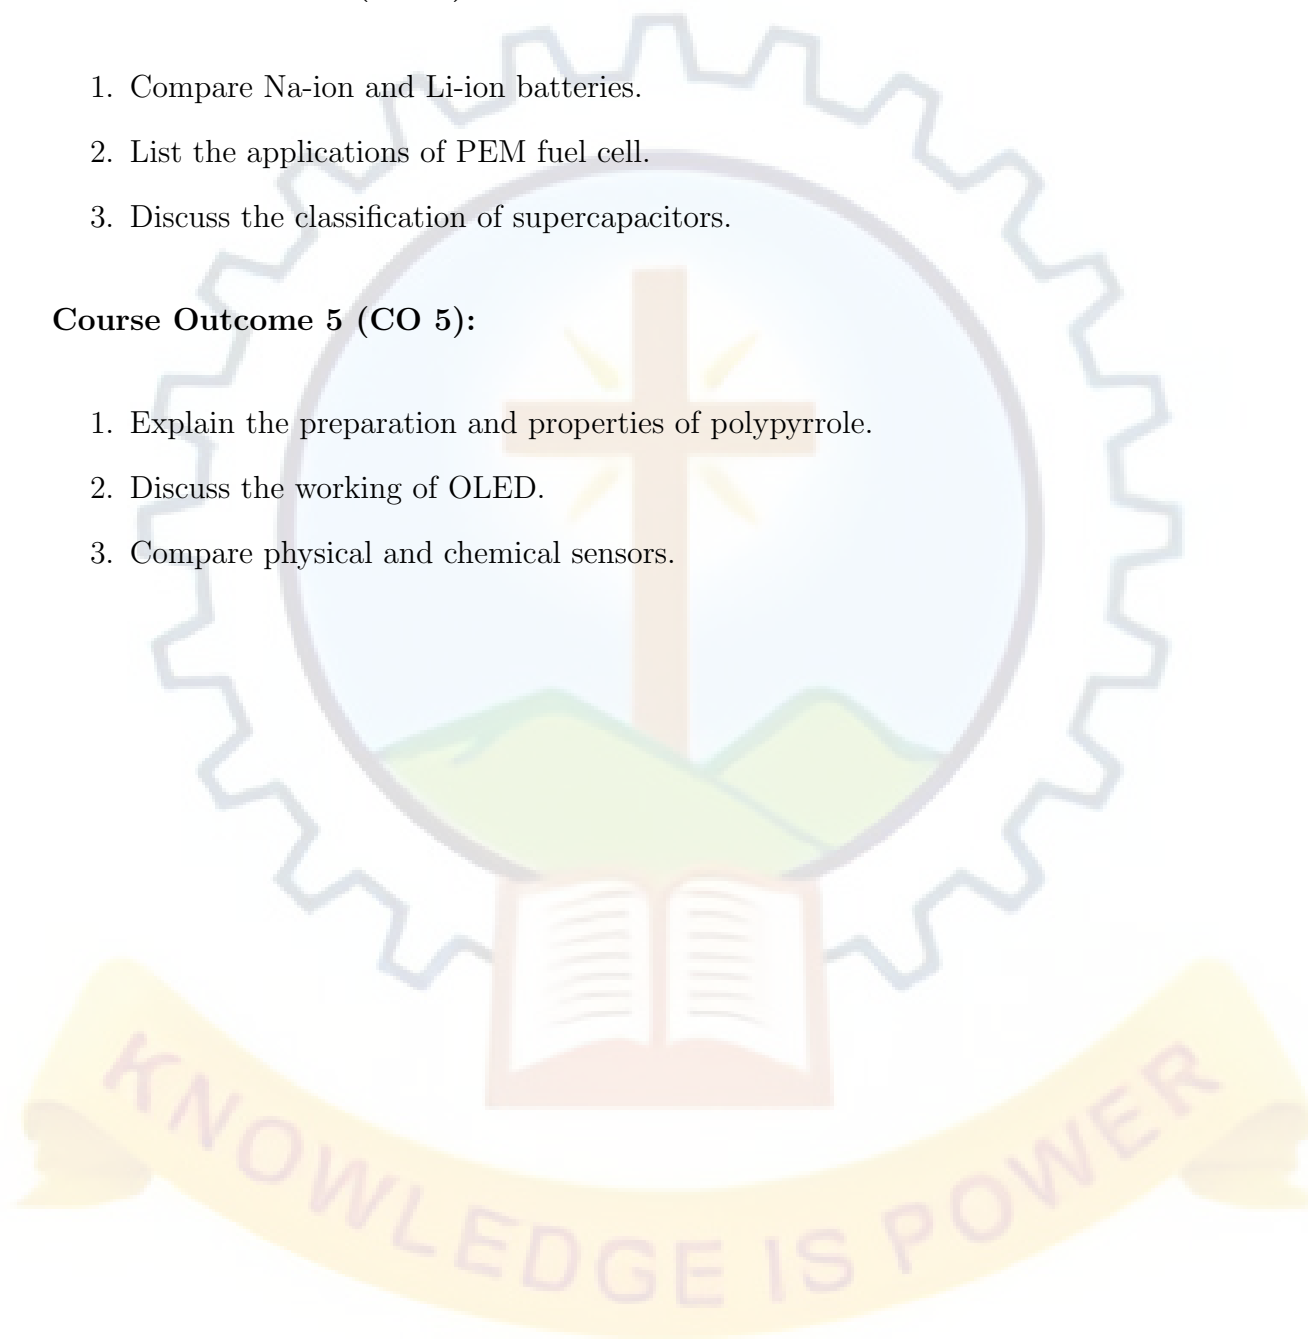 1. Compare Na-ion and Li-ion batteries.
2. List the applications of PEM fuel cell.
3. Discuss the classification of supercapacitors.
Course Outcome 5 (CO 5):
1. Explain the preparation and properties of polypyrrole.
2. Discuss the working of OLED.
3. Compare physical and chemical sensors.
KNOWLEDGE IS POWER